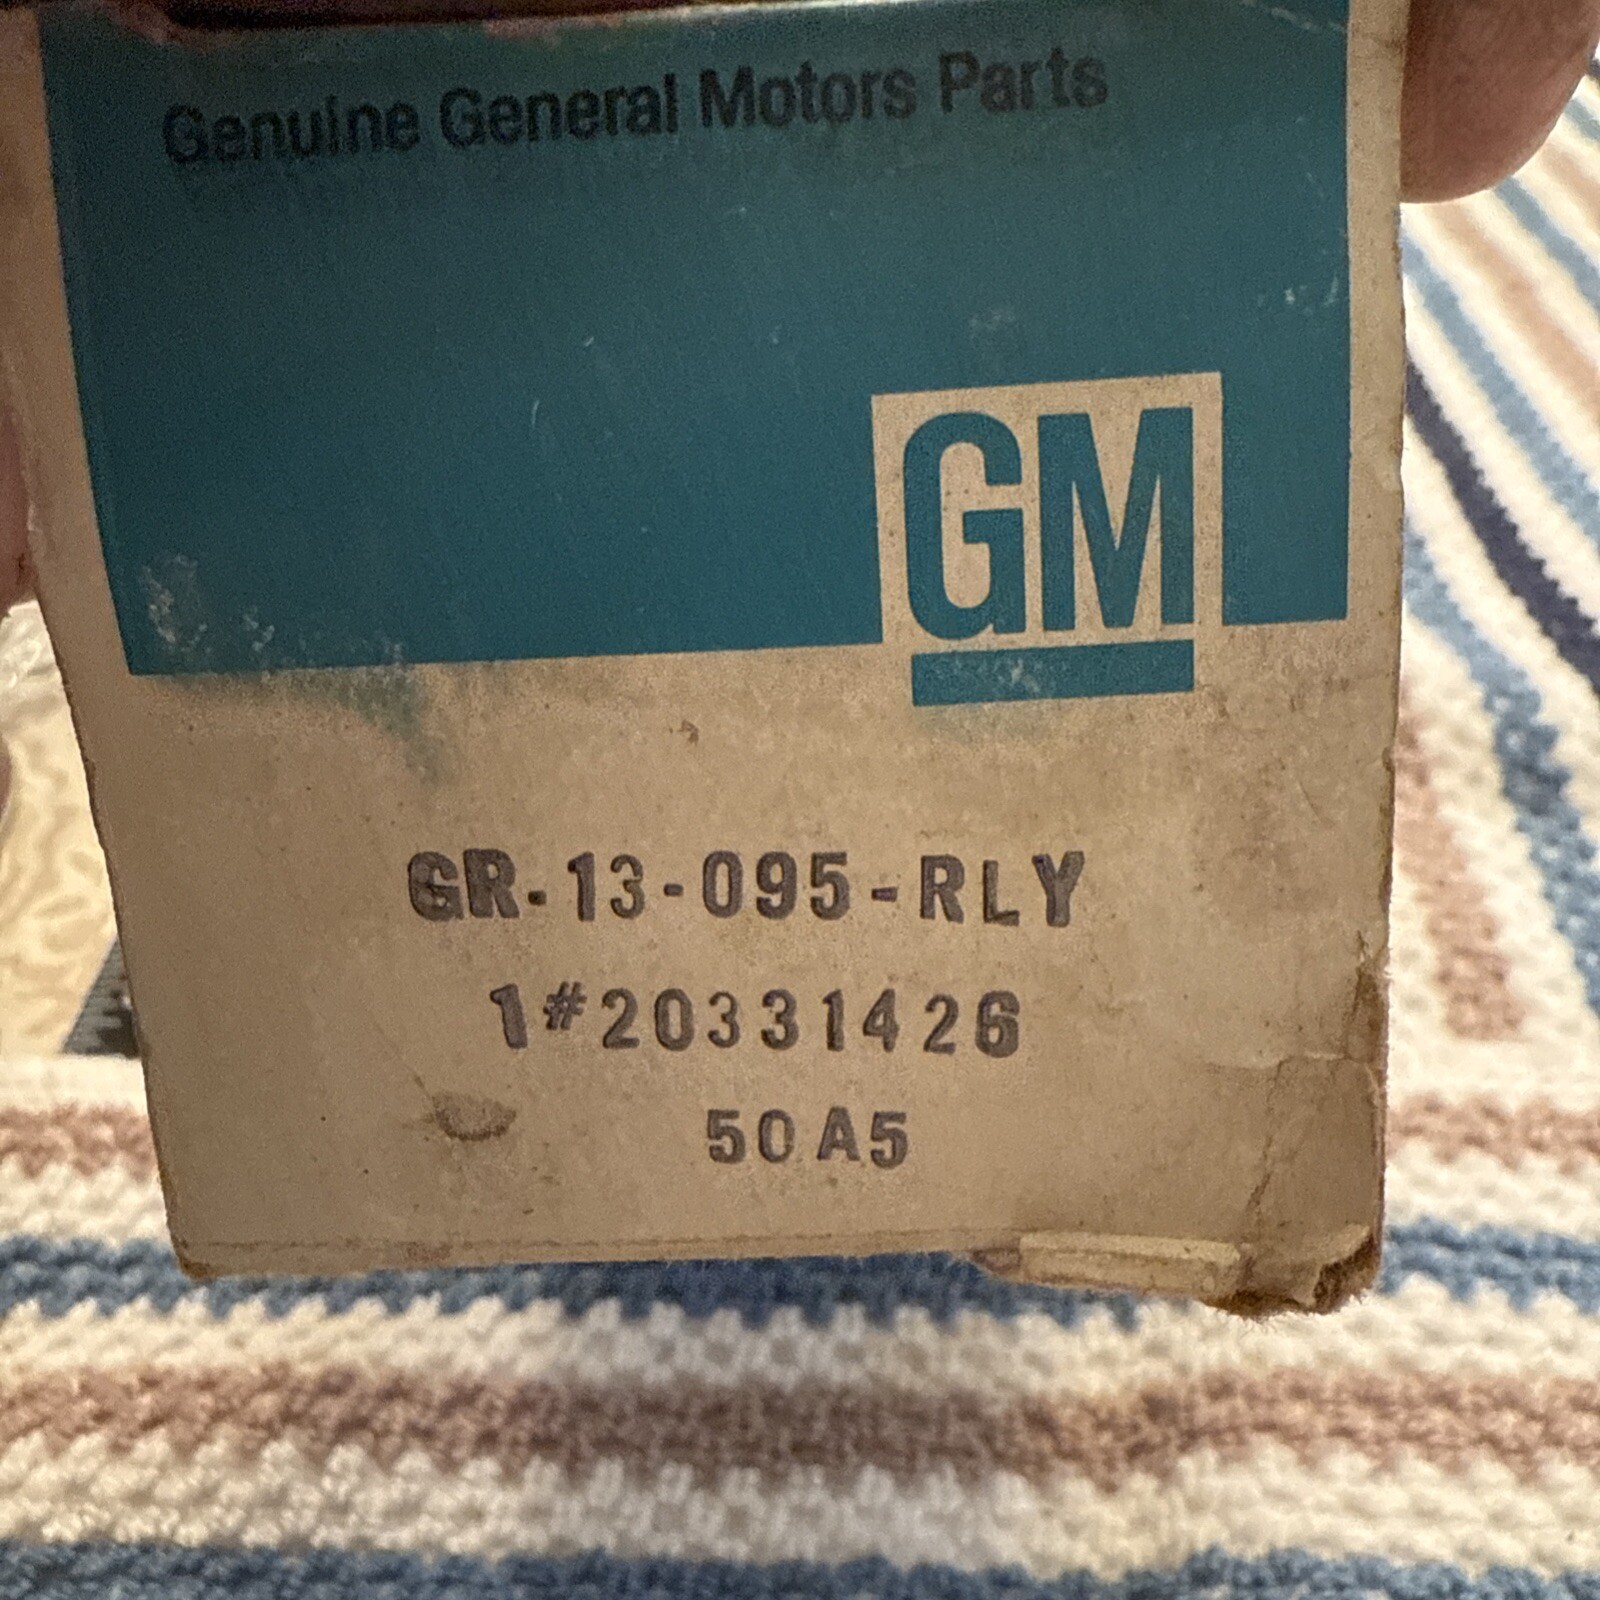 Genuine General Motors Parts
GM
GR-13-095-RLY
1#20331426
50A5